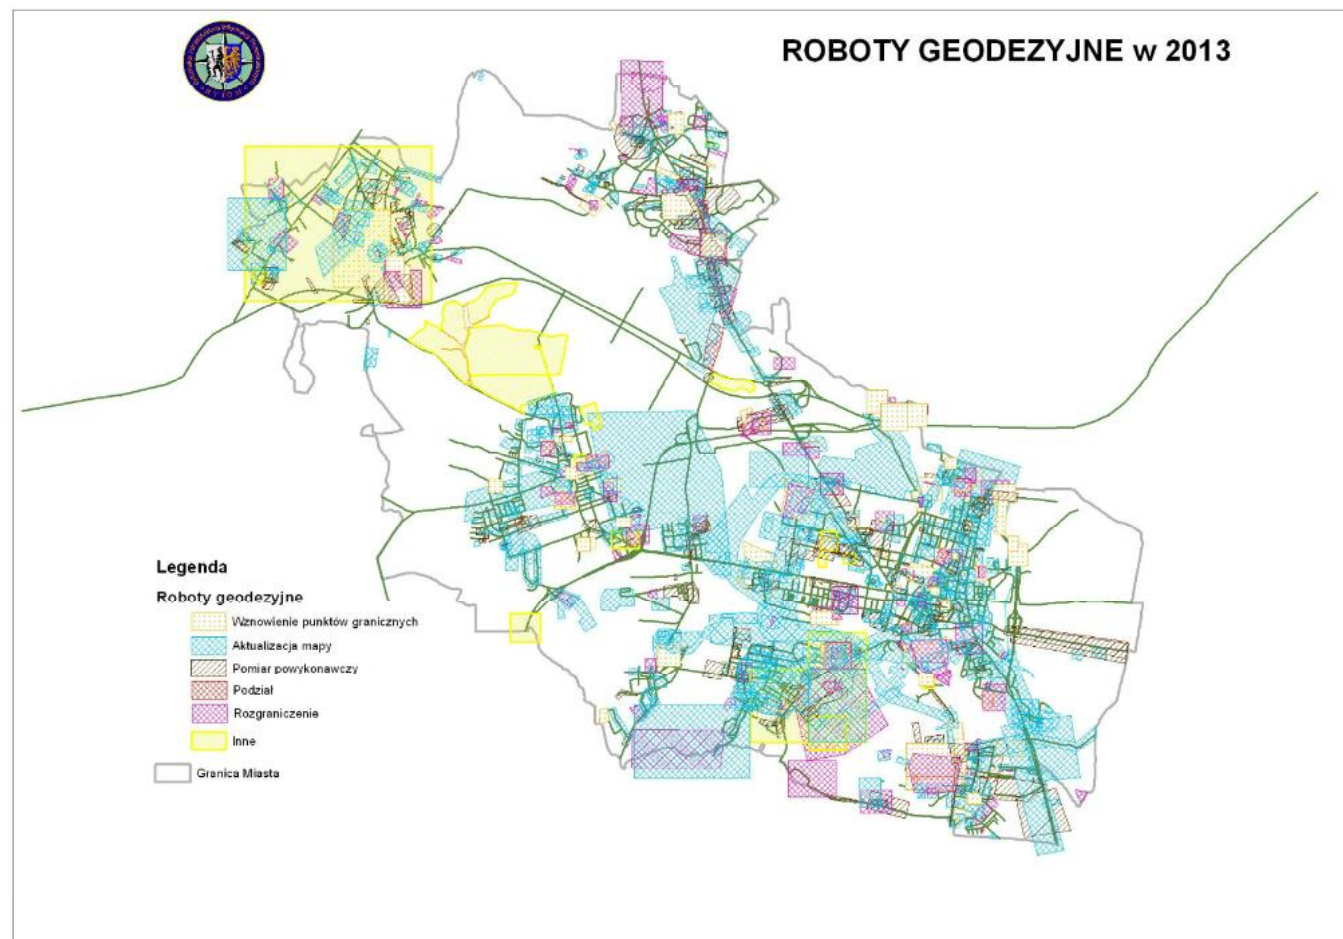 ROBOTY GEODEZYJNE w 2013
Legenda
Roboty geodezyjne
Wznowienie punktów granicznych
Aktualizacja mapy
Pomiar powykonawczy
Podział
Rozgraniczenie
Inne
Granica Miasta